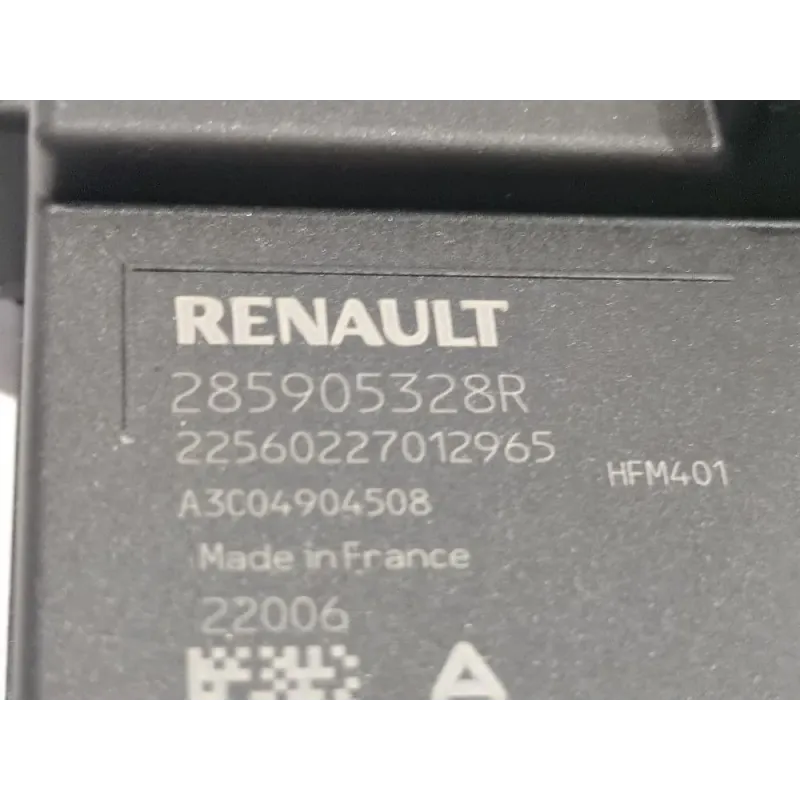 RENAULT
285905328R
22560227012965
HFM401
A3C04904508
Made in France
22006